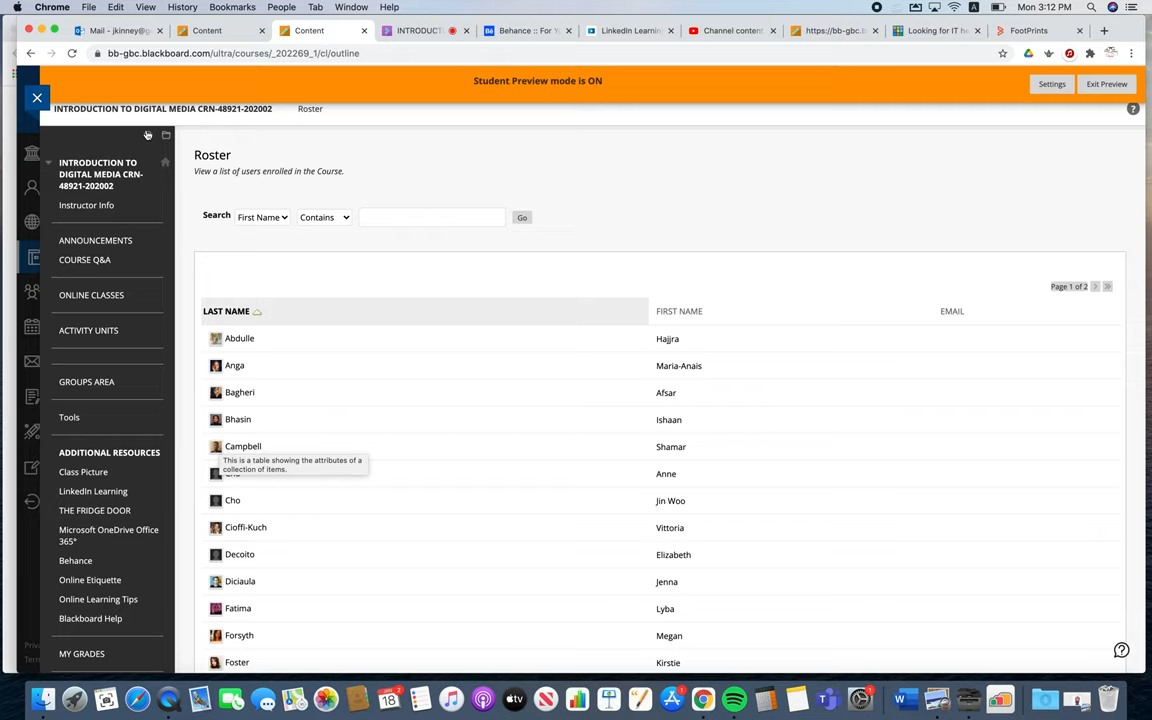 Chrome File Edit View History Bookmarks People Tab Window Help Mon 3:12 PM
Mail - jkinney@g Content Content INTRODUCT Behance :: For Y LinkedIn Learnin Channel content https://bb-gbc.b Looking for IT he FootPrints
bb-gbc.blackboard.com/ultra/courses/_202269_1/cl/outline
Student Preview mode is ON
Settings Exit Preview
INTRODUCTION TO DIGITAL MEDIA CRN-48921-202002 Roster
INTRODUCTION TO
DIGITAL MEDIA CRN-
48921-202002
Instructor Info
ANNOUNCEMENTS
COURSE Q&A
ONLINE CLASSES
ACTIVITY UNITS
GROUPS AREA
Tools
ADDITIONAL RESOURCES
Class Picture
LinkedIn Learning
THE FRIDGE DOOR
Microsoft OneDrive Office
365°
Behance
Online Etiquette
Online Learning Tips
Blackboard Help
MY GRADES
Roster
View a list of users enrolled in the Course.
Search First Name Contains Go
Page 1 of 2
LAST NAME FIRST NAME EMAIL
Abdulle Hajjra
Anga Maria-Anais
Bagheri Afsar
Bhasin Ishaan
Campbell Shamar
This is a table showing the attributes of a
collection of items.
Anne
Cho Jin Woo
Cioffi-Kuch Vittoria
Decoito Elizabeth
Diciaula Jenna
Fatima Lyba
Forsyth Megan
Foster Kirstie